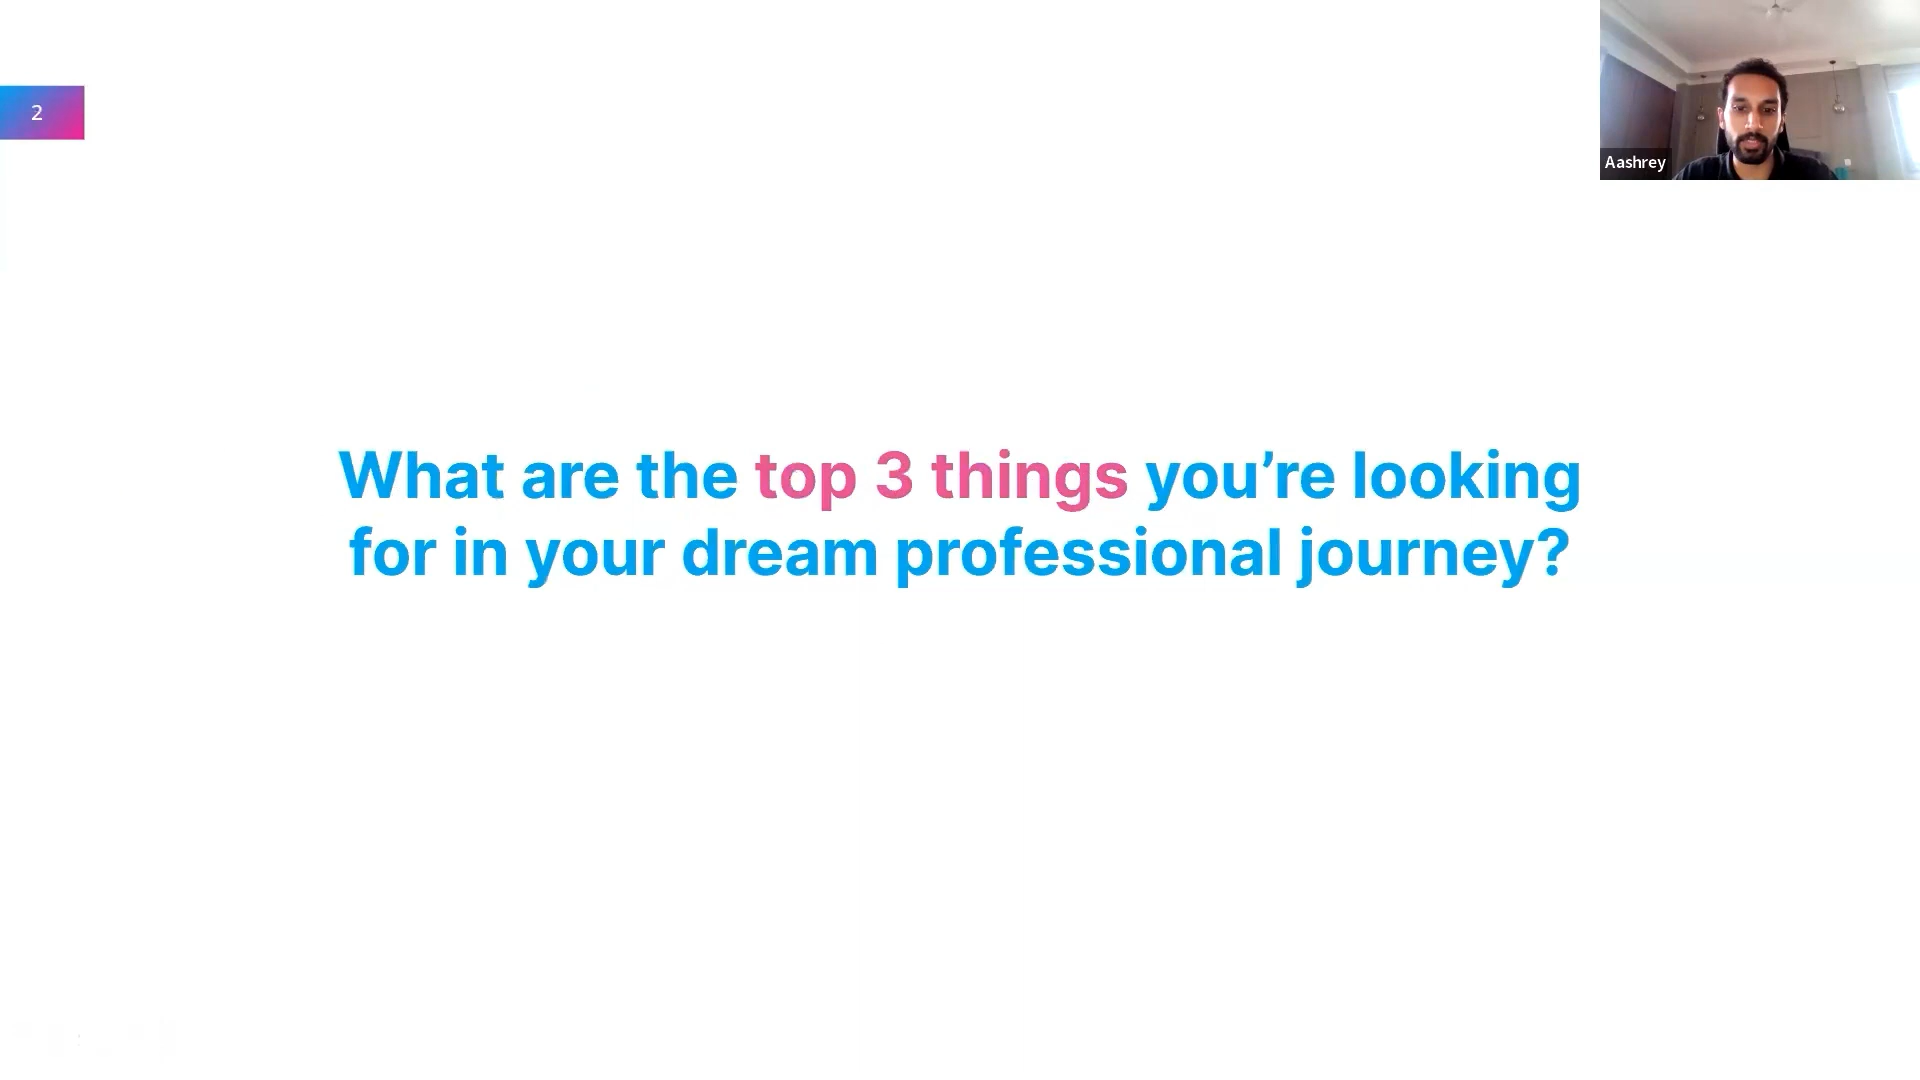 2
Aashrey
What are the top 3 things you’re looking
for in your dream professional journey?